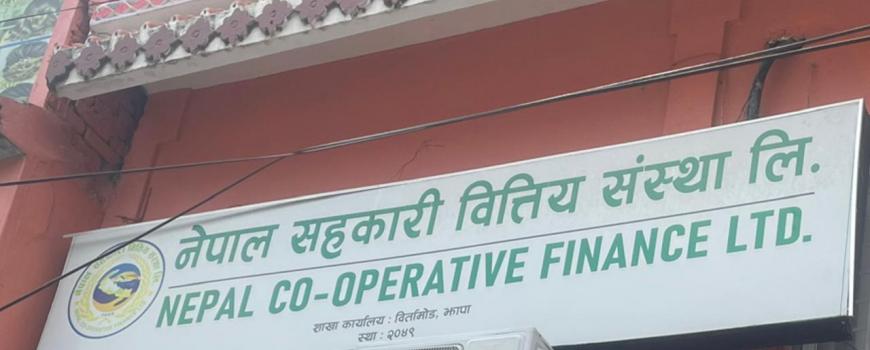 नेपाल सहकारी वित्तिय संस्था लि.
NEPAL CO-OPERATIVE FINANCE LTD.
शाखा कार्यालय : विर्तामोड, झापा
स्था : २०४९